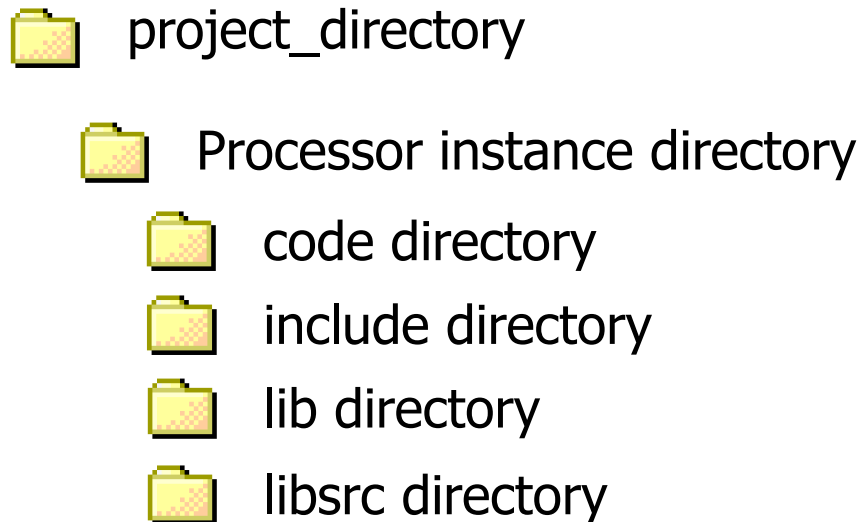 project_directory
Processor instance directory
code directory
include directory
lib directory
libsrc directory